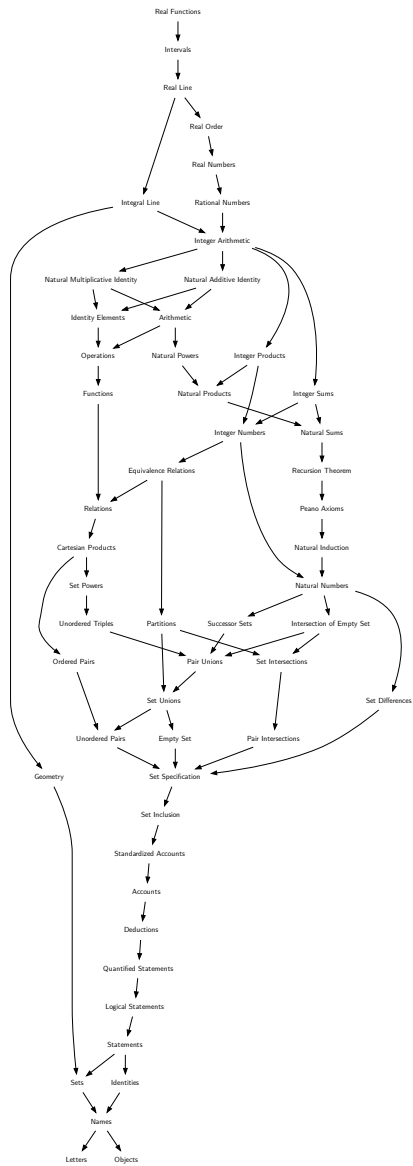 Real Functions
Intervals
Real Line
Real Order
Real Numbers
Integral Line Rational Numbers
Integer Arithmetic
Natural Multiplicative Identity Natural Additive Identity
Identity Elements Arithmetic
Operations Natural Powers Integer Products
Functions Natural Products Integer Sums
Integer Numbers Natural Sums
Equivalence Relations Recursion Theorem
Relations Peano Axioms
Cartesian Products Natural Induction
Set Powers Natural Numbers
Unordered Triples Partitions Successor Sets Intersection of Empty Set
Ordered Pairs Pair Unions Set Intersections
Set Unions Set Differences
Unordered Pairs Empty Set Pair Intersections
Geometry Set Specification
Set Inclusion
Standardized Accounts
Accounts
Deductions
Quantified Statements
Logical Statements
Statements
Sets Identities
Names
Letters Objects